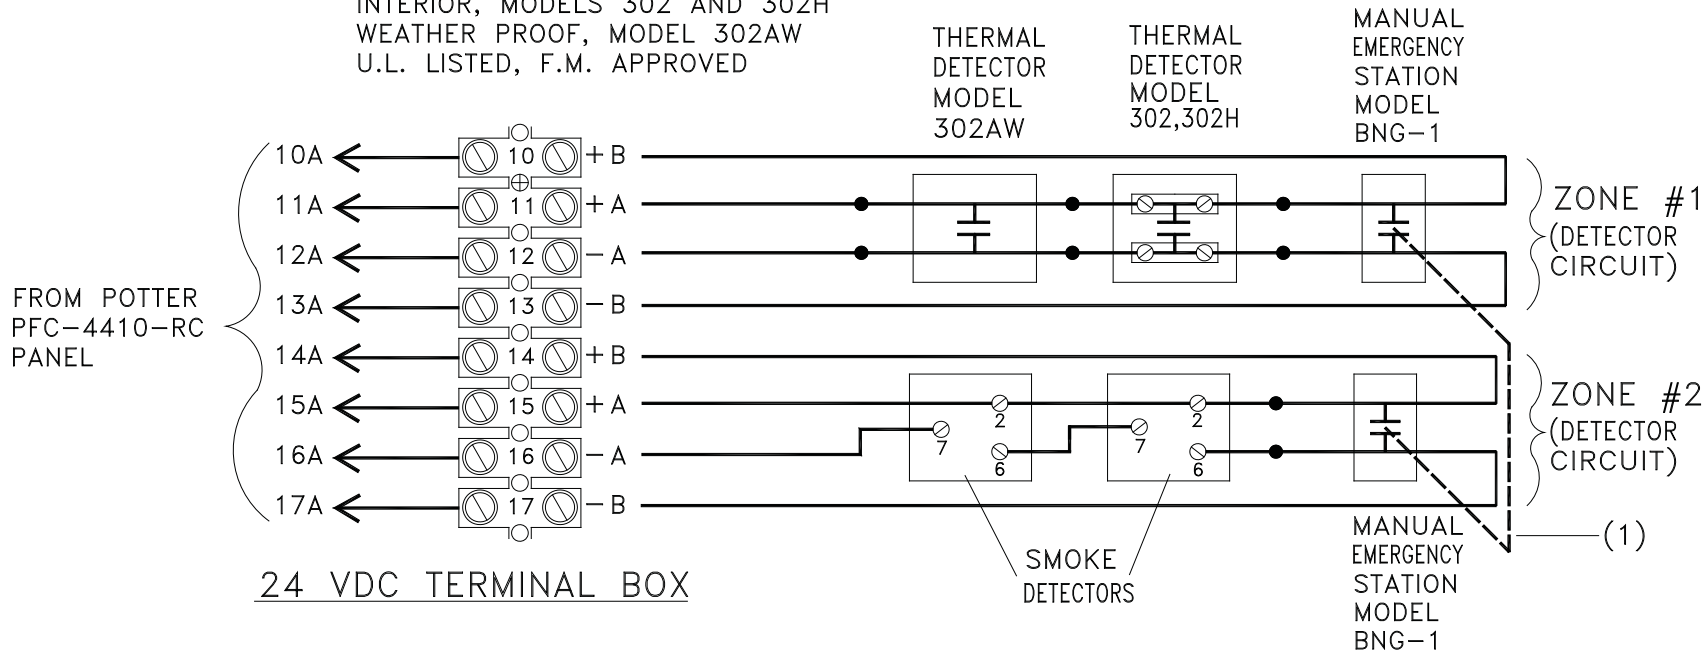 INTERIOR, MODELS 302 AND 302H
WEATHER PROOF, MODEL 302AW
U.L. LISTED, F.M. APPROVED
THERMAL
DETECTOR
MODEL
302AW
THERMAL
DETECTOR
MODEL
302,302H
MANUAL
EMERGENCY
STATION
MODEL
BNG-1
10A 10 +B
11A 11 +A
12A 12 -A
13A 13 -B
14A 14 +B
15A 15 +A
16A 16 -A
17A 17 -B
FROM POTTER
PFC-4410-RC
PANEL
ZONE #1
(DETECTOR
CIRCUIT)
2
7
6
2
7
6
ZONE #2
(DETECTOR
CIRCUIT)
SMOKE
DETECTORS
MANUAL
EMERGENCY
STATION
MODEL
BNG-1
(1)
24 VDC TERMINAL BOX